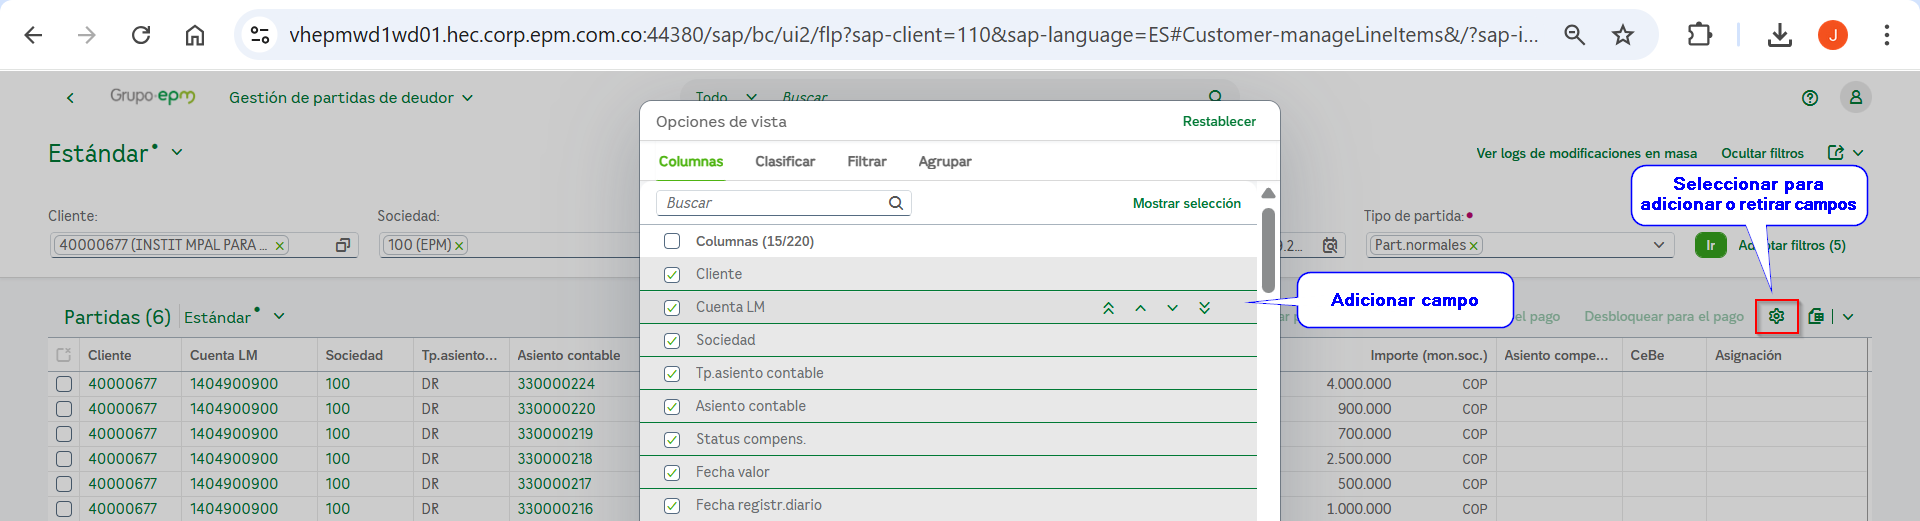 vhepmwd1wd01.hec.corp.epm.com.co:44380/sap/bc/ui2/flp?sap-client=110&sap-language=ES#Customer-manageLineItems&/?sap-i...
J
Grupo·epm
Gestión de partidas de deudor
Todo
Buscar
Estándar
Ver logs de modificaciones en masa
Ocultar filtros
Cliente:
40000677 (INSTIT MPAL PARA ...
Sociedad:
100 (EPM)
9.2...
Tipo de partida:
Part.normales
Ir
Seleccionar para
adicionar o retirar campos
Opciones de vista
Restablecer
Columnas
Clasificar
Filtrar
Agrupar
Buscar
Mostrar selección
Columnas (15/220)
Cliente
Cuenta LM
Sociedad
Tp.asiento contable
Asiento contable
Status compens.
Fecha valor
Fecha registr.diario
Adicionar campo
Partidas (6)
Estándar
el pago
Desbloquear para el pago
Cliente Cuenta LM Sociedad Tp.asiento... Asiento contable Importe (mon.soc.) Asiento compe... CeBe Asignación
40000677 1404900900 100 DR 330000224 4.000.000 COP
40000677 1404900900 100 DR 330000220 900.000 COP
40000677 1404900900 100 DR 330000219 700.000 COP
40000677 1404900900 100 DR 330000218 2.500.000 COP
40000677 1404900900 100 DR 330000217 500.000 COP
40000677 1404900900 100 DR 330000216 1.000.000 COP